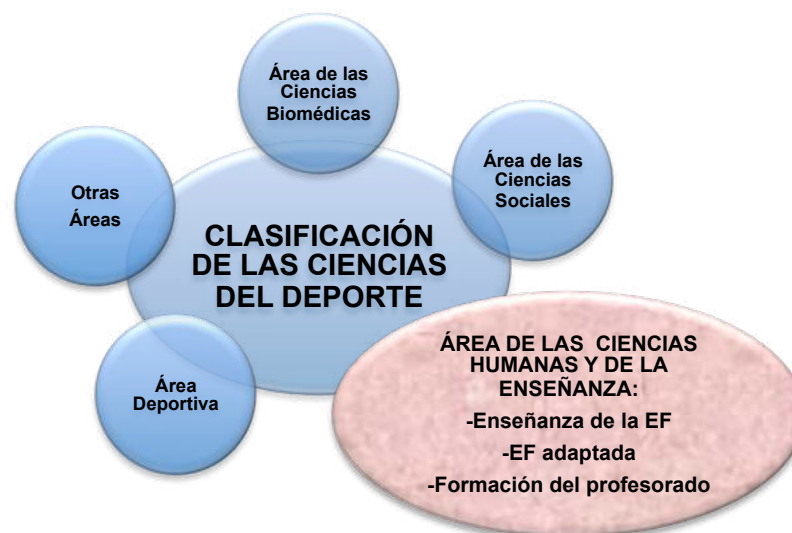 Área de las
Ciencias
Biomédicas
Área de las
Ciencias
Sociales
Otras
Áreas
CLASIFICACIÓN
DE LAS CIENCIAS
DEL DEPORTE
Área
Deportiva
ÁREA DE LAS CIENCIAS
HUMANAS Y DE LA
ENSEÑANZA:
-Enseñanza de la EF
-EF adaptada
-Formación del profesorado